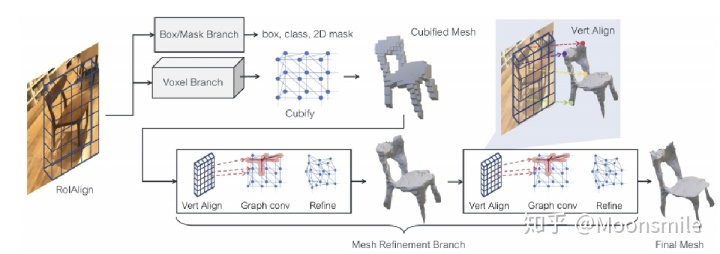 Box/Mask Branch
box, class, 2D mask
Cubified Mesh
Vert Align
Voxel Branch
Cubify
RoIAlign
Vert Align
Graph conv
Refine
Vert Align
Graph conv
Refine
知乎 @Moonsmile
Mesh Refinement Branch
Final Mesh